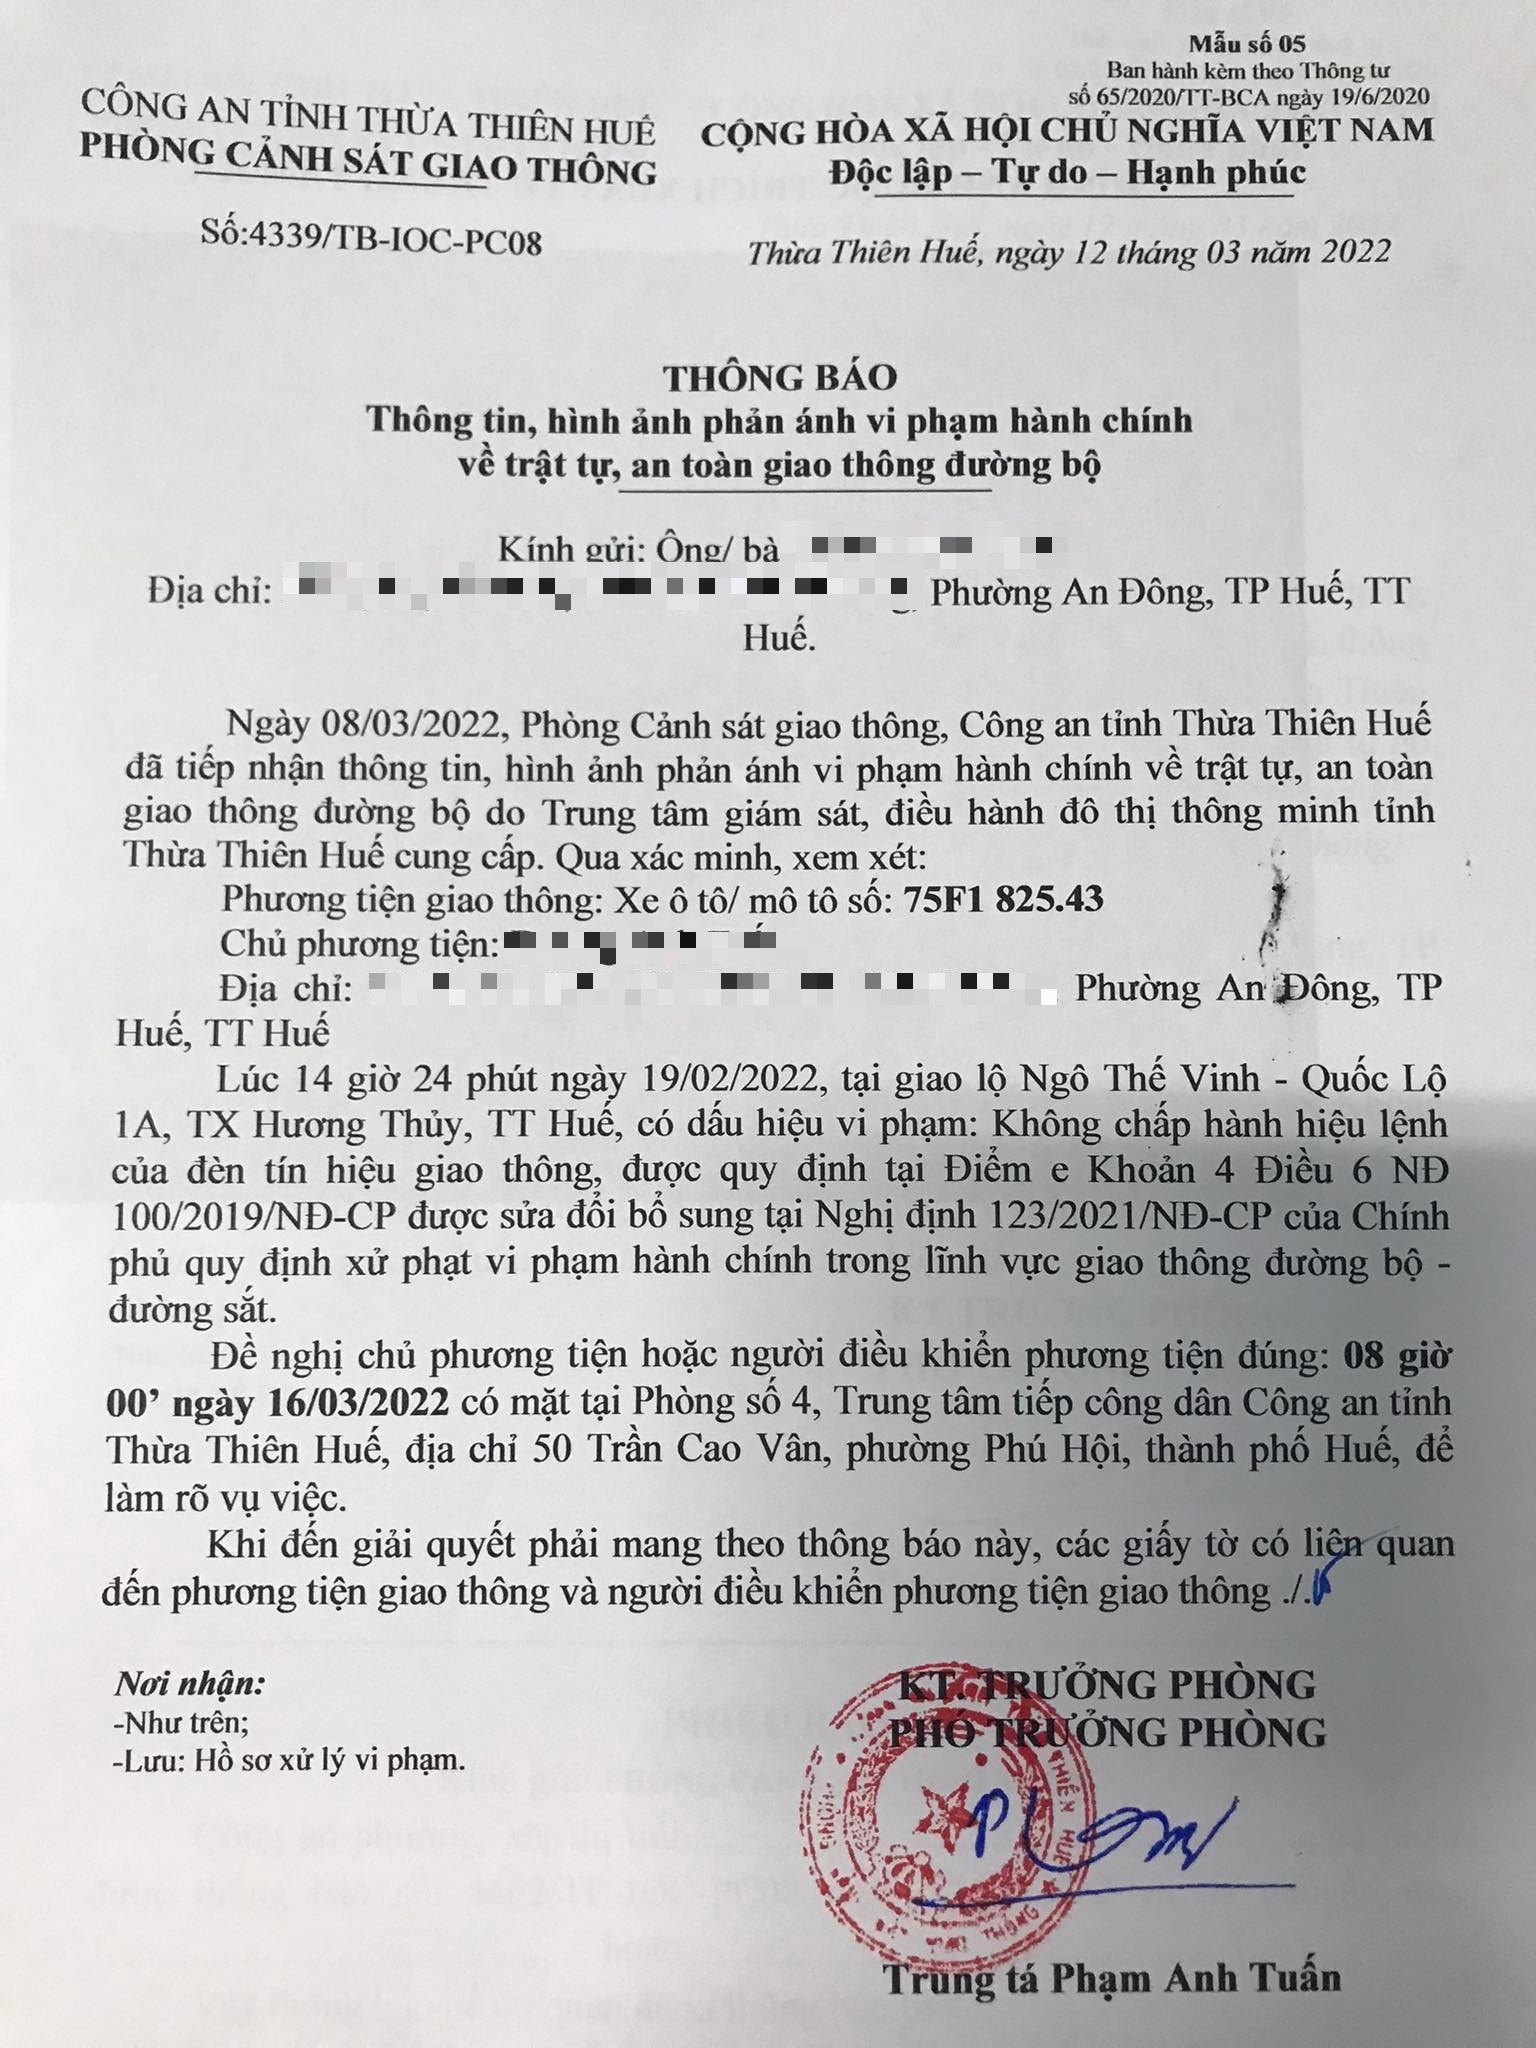 Mẫu số 05
Ban hành kèm theo Thông tư
số 65/2020/TT-BCA ngày 19/6/2020
CÔNG AN TỈNH THỪA THIÊN HUẾ
PHÒNG CẢNH SÁT GIAO THÔNG
CỘNG HÒA XÃ HỘI CHỦ NGHĨA VIỆT NAM
Độc lập – Tự do – Hạnh phúc
Số:4339/TB-IOC-PC08
Thừa Thiên Huế, ngày 12 tháng 03 năm 2022
THÔNG BÁO
Thông tin, hình ảnh phản ánh vi phạm hành chính
về trật tự, an toàn giao thông đường bộ
Kính gửi: Ông/ bà
Địa chỉ: Phường An Đông, TP Huế, TT
Huế.
Ngày 08/03/2022, Phòng Cảnh sát giao thông, Công an tỉnh Thừa Thiên Huế
đã tiếp nhận thông tin, hình ảnh phản ánh vi phạm hành chính về trật tự, an toàn
giao thông đường bộ do Trung tâm giám sát, điều hành đô thị thông minh tỉnh
Thừa Thiên Huế cung cấp. Qua xác minh, xem xét:
Phương tiện giao thông: Xe ô tô/ mô tô số: 75F1 825.43
Chủ phương tiện:
Địa chỉ: Phường An Đông, TP
Huế, TT Huế
Lúc 14 giờ 24 phút ngày 19/02/2022, tại giao lộ Ngô Thế Vinh - Quốc Lộ
1A, TX Hương Thủy, TT Huế, có dấu hiệu vi phạm: Không chấp hành hiệu lệnh
của đèn tín hiệu giao thông, được quy định tại Điểm e Khoản 4 Điều 6 NĐ
100/2019/NĐ-CP được sửa đổi bổ sung tại Nghị định 123/2021/NĐ-CP của Chính
phủ quy định xử phạt vi phạm hành chính trong lĩnh vực giao thông đường bộ -
đường sắt.
Đề nghị chủ phương tiện hoặc người điều khiển phương tiện đúng: 08 giờ
00’ ngày 16/03/2022 có mặt tại Phòng số 4, Trung tâm tiếp công dân Công an tỉnh
Thừa Thiên Huế, địa chỉ 50 Trần Cao Vân, phường Phú Hội, thành phố Huế, để
làm rõ vụ việc.
Khi đến giải quyết phải mang theo thông báo này, các giấy tờ có liên quan
đến phương tiện giao thông và người điều khiển phương tiện giao thông ./.
Nơi nhận:
-Như trên;
-Lưu: Hồ sơ xử lý vi phạm.
KT. TRƯỞNG PHÒNG
PHÓ TRƯỞNG PHÒNG
THIÊN HUẾ
Trung tá Phạm Anh Tuấn